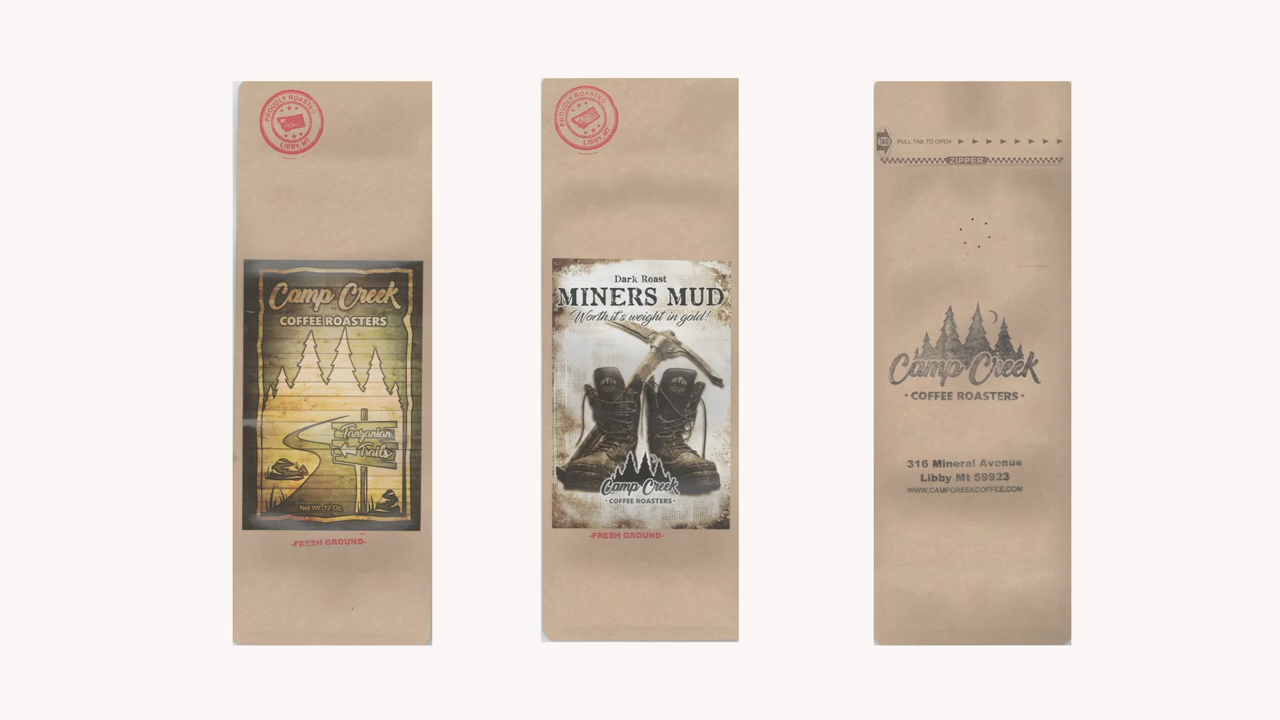 PROUDLY ROASTED
LIBBY, MT
Camp Creek
COFFEE ROASTERS
Tanzanian
Trails
Net Wt. 12 Oz.
-FRESH GROUND-
PROUDLY ROASTED
LIBBY, MT
Dark Roast
MINERS MUD
Worth it's weight in gold!
Camp Creek
· COFFEE ROASTERS ·
-FRESH GROUND-
TAB
PULL TAB TO OPEN
ZIPPER
Camp Creek
· COFFEE ROASTERS ·
316 Mineral Avenue
Libby Mt 59923
WWW.CAMPCREEKCOFFEE.COM